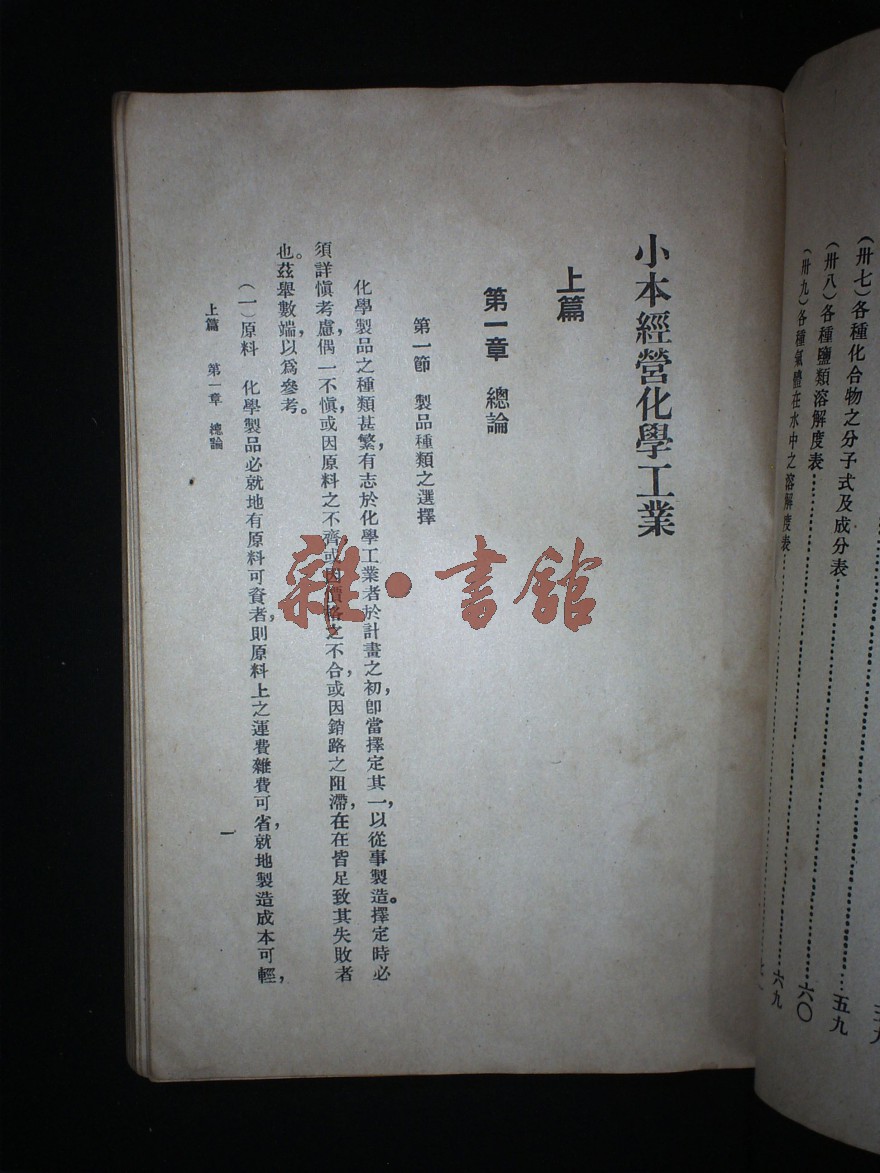 (卅七)各種化合物之分子式及成分表……五九
(卅八)各種鹽類溶解度表……六〇
(卅九)各種氣體在水中之溶解度表……六九
小本經營化學工業
上篇
第一章 總論
第一節 製品種類之選擇
化學製品之種類甚繁，有志於化學工業者於計畫之初，卽當擇定其一，以從事製造。擇定時必
須詳愼考慮，偶一不愼，或因原料之不齊或因價格之不合，或因銷路之阻滯，在在皆足致其失敗者
也。茲舉數端，以爲參考。
(一)原料 化學製品必就地有原料可資者，則原料上之運費雜費可省，就地製造成本可輕，
上篇 第一章 總論
一
雜·書舘